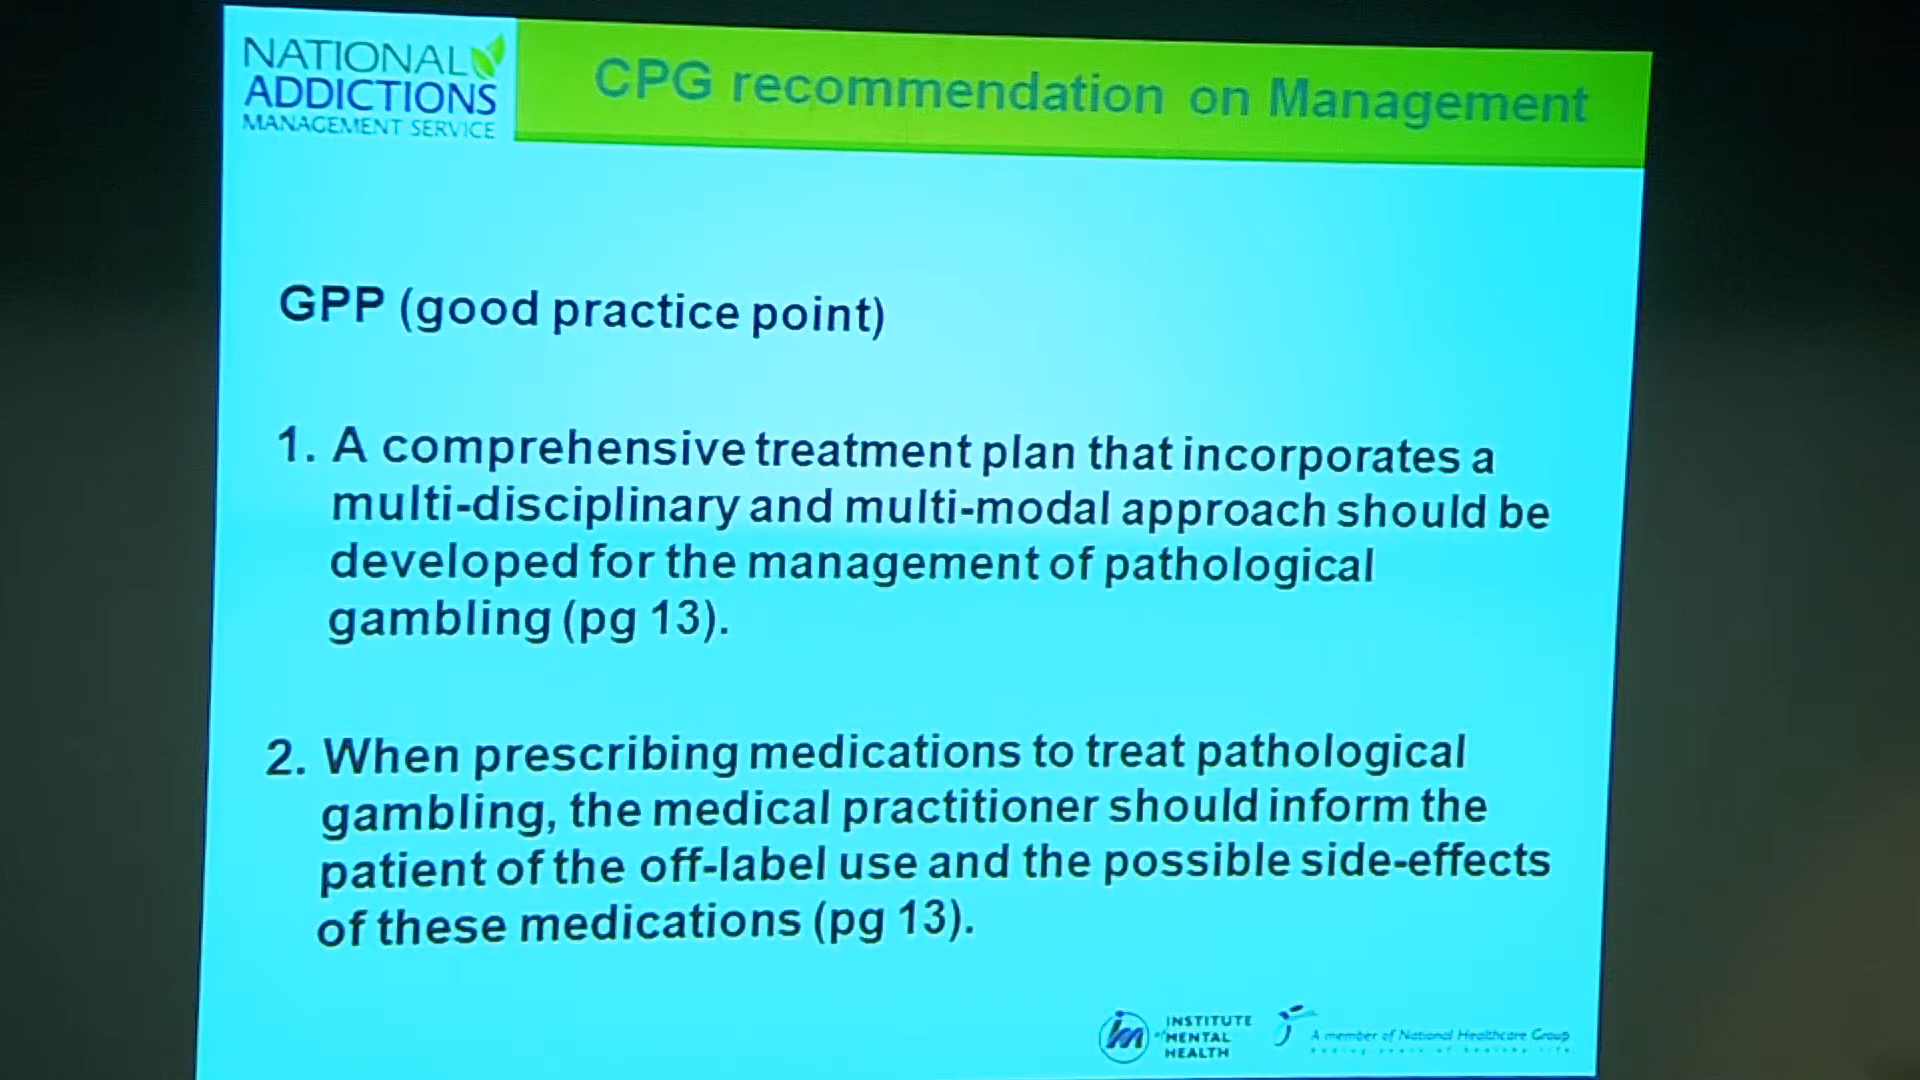 NATIONAL
ADDICTIONS
MANAGEMENT SERVICE
CPG recommendation on Management
GPP (good practice point)
1. A comprehensive treatment plan that incorporates a
multi-disciplinary and multi-modal approach should be
developed for the management of pathological
gambling (pg 13).
2. When prescribing medications to treat pathological
gambling, the medical practitioner should inform the
patient of the off-label use and the possible side-effects
of these medications (pg 13).
INSTITUTE
of MENTAL
HEALTH
A member of National Healthcare Group